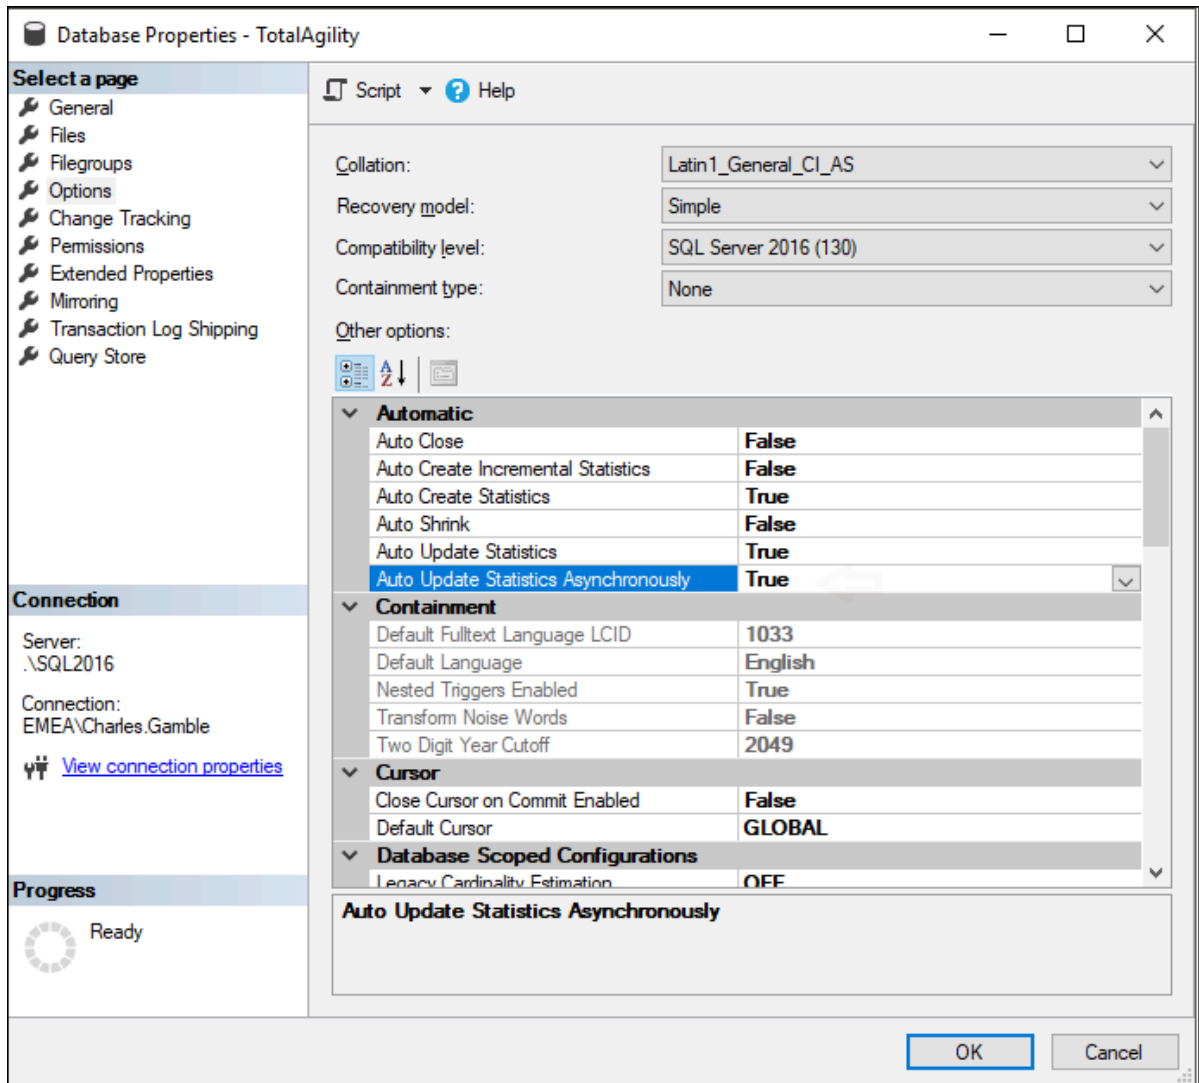 Database Properties - TotalAgility
Select a page
General
Files
Filegroups
Options
Change Tracking
Permissions
Extended Properties
Mirroring
Transaction Log Shipping
Query Store
Connection
Server:
.\SQL2016
Connection:
EMEA\Charles.Gamble
View connection properties
Progress
Ready
Script Help
Collation: Latin1_General_CI_AS
Recovery model: Simple
Compatibility level: SQL Server 2016 (130)
Containment type: None
Other options:
Automatic
Auto Close False
Auto Create Incremental Statistics False
Auto Create Statistics True
Auto Shrink False
Auto Update Statistics True
Auto Update Statistics Asynchronously True
Containment
Default Fulltext Language LCID 1033
Default Language English
Nested Triggers Enabled True
Transform Noise Words False
Two Digit Year Cutoff 2049
Cursor
Close Cursor on Commit Enabled False
Default Cursor GLOBAL
Database Scoped Configurations
Legacy Cardinality Estimation OFF
Auto Update Statistics Asynchronously
OK Cancel